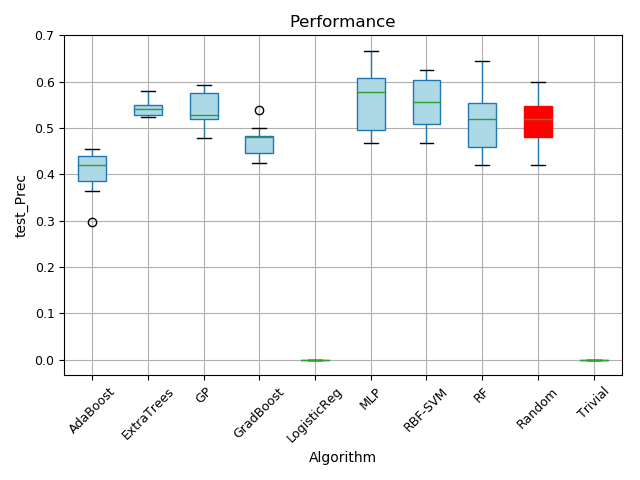 Performance
test_Prec
0.7
0.6
0.5
0.4
0.3
0.2
0.1
0.0
AdaBoost
ExtraTrees
GP
GradBoost
LogisticReg
MLP
RBF-SVM
RF
Random
Trivial
Algorithm